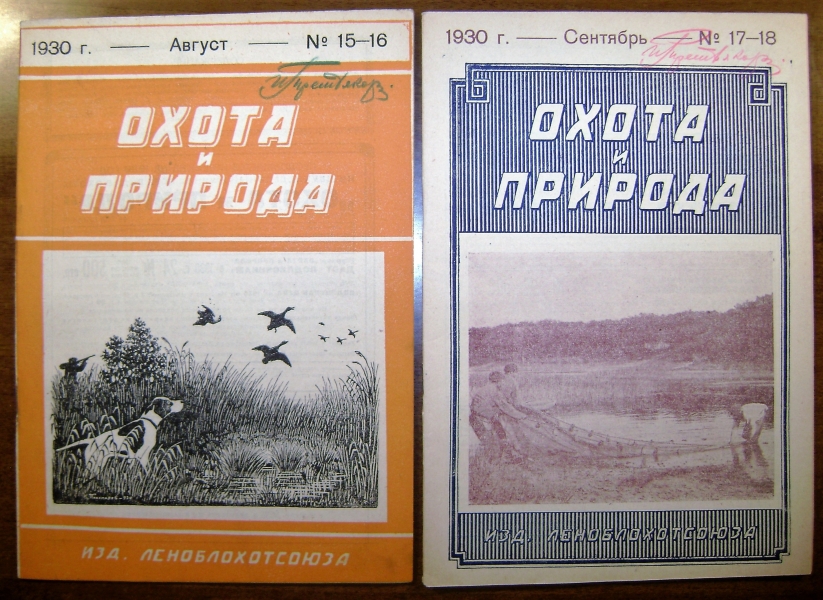 1930 г. — Август — № 15–16
ОХОТА
и
ПРИРОДА
ИЗД. ЛЕНОБЛОХОТСОЮЗА
1930 г. — Сентябрь — № 17–18
ОХОТА
и
ПРИРОДА
ИЗД. ЛЕНОБЛОХОТСОЮЗА